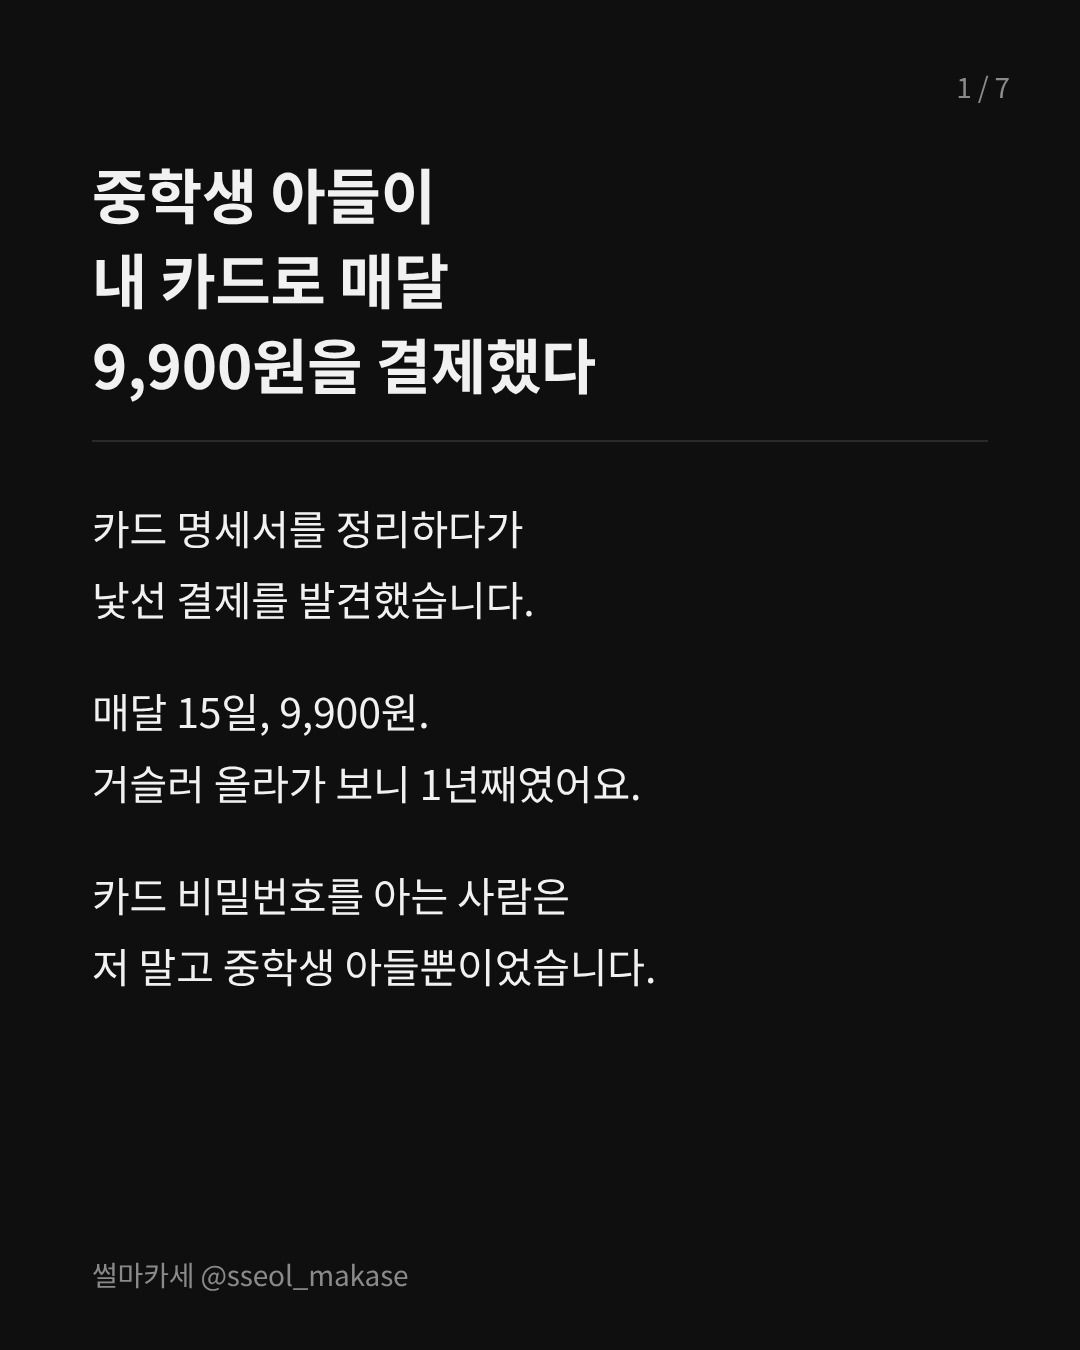 1 / 7
중학생 아들이
내 카드로 매달
9,900원을 결제했다
카드 명세서를 정리하다가
낯선 결제를 발견했습니다.
매달 15일, 9,900원.
거슬러 올라가 보니 1년째였어요.
카드 비밀번호를 아는 사람은
저 말고 중학생 아들뿐이었습니다.
썰마카세 @sseol_makase